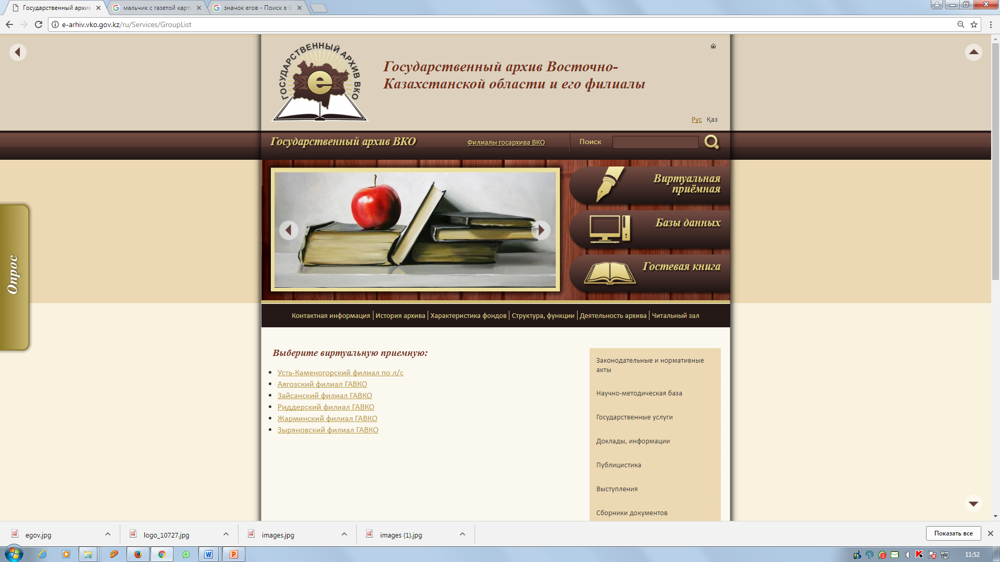 Государственный архив
мальчик с газетой карти
значок егов - Поиск в G
e-arhiv.vko.gov.kz/ru/Services/GroupList
ГОСУДАРСТВЕННЫЙ АРХИВ ВКО
e
Государственный архив Восточно-
Казахстанской области и его филиалы
Рус Қаз
Государственный архив ВКО
Филиалы госархива ВКО
Поиск
Виртуальная
приёмная
Базы данных
Гостевая книга
Опрос
Контактная информация | История архива | Характеристика фондов | Структура, функции | Деятельность архива | Читальный зал
Выберите виртуальную приемную:
Усть-Каменогорский филиал по л/с
Аягозский филиал ГАВКО
Зайсанский филиал ГАВКО
Риддерский филиал ГАВКО
Жарминский филиал ГАВКО
Зыряновский филиал ГАВКО
Законодательные и нормативные
акты
Научно-методическая база
Государственные услуги
Доклады, информации
Публицистика
Выступления
Сборники документов
egov.jpg
logo_10727.jpg
images.jpg
images (1).jpg
Показать все
11:52